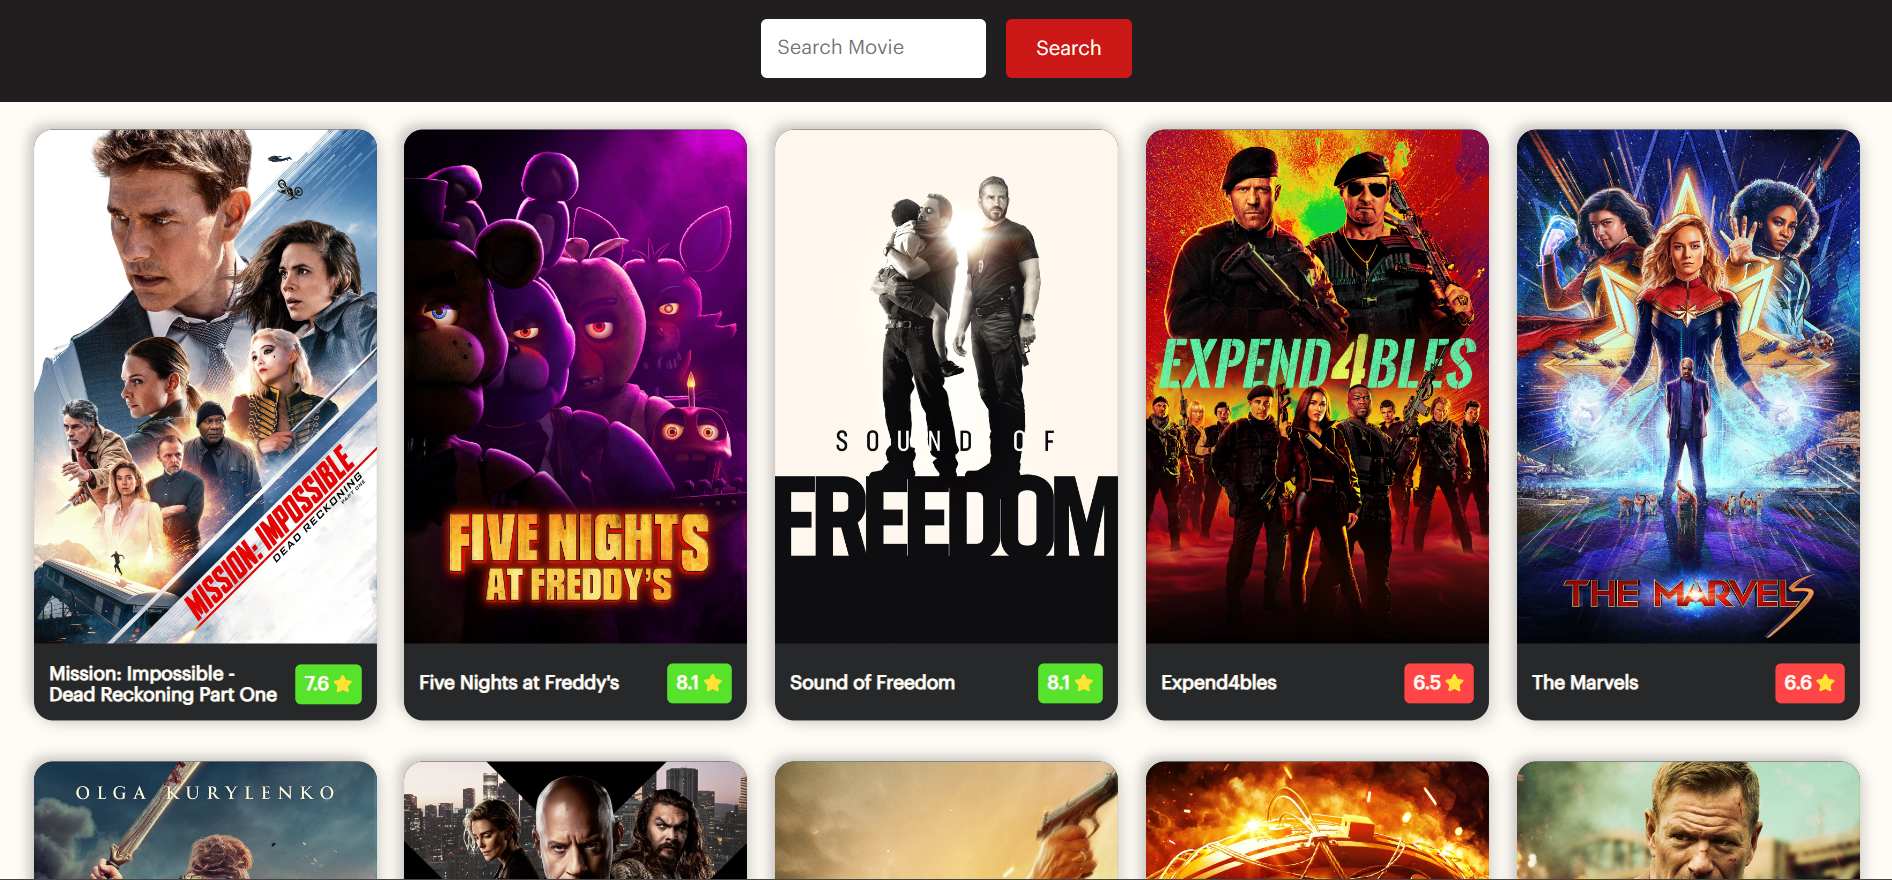 Search Movie
Search
MISSION: IMPOSSIBLE
DEAD RECKONING
PART ONE
FIVE NIGHTS
AT FREDDY'S
SOUND OF
FREEDOM
EXPEND4BLES
THE MARVELS
Mission: Impossible -
Dead Reckoning Part One
7.6
Five Nights at Freddy's
8.1
Sound of Freedom
8.1
Expend4bles
6.5
The Marvels
6.6
OLGA KURYLENKO